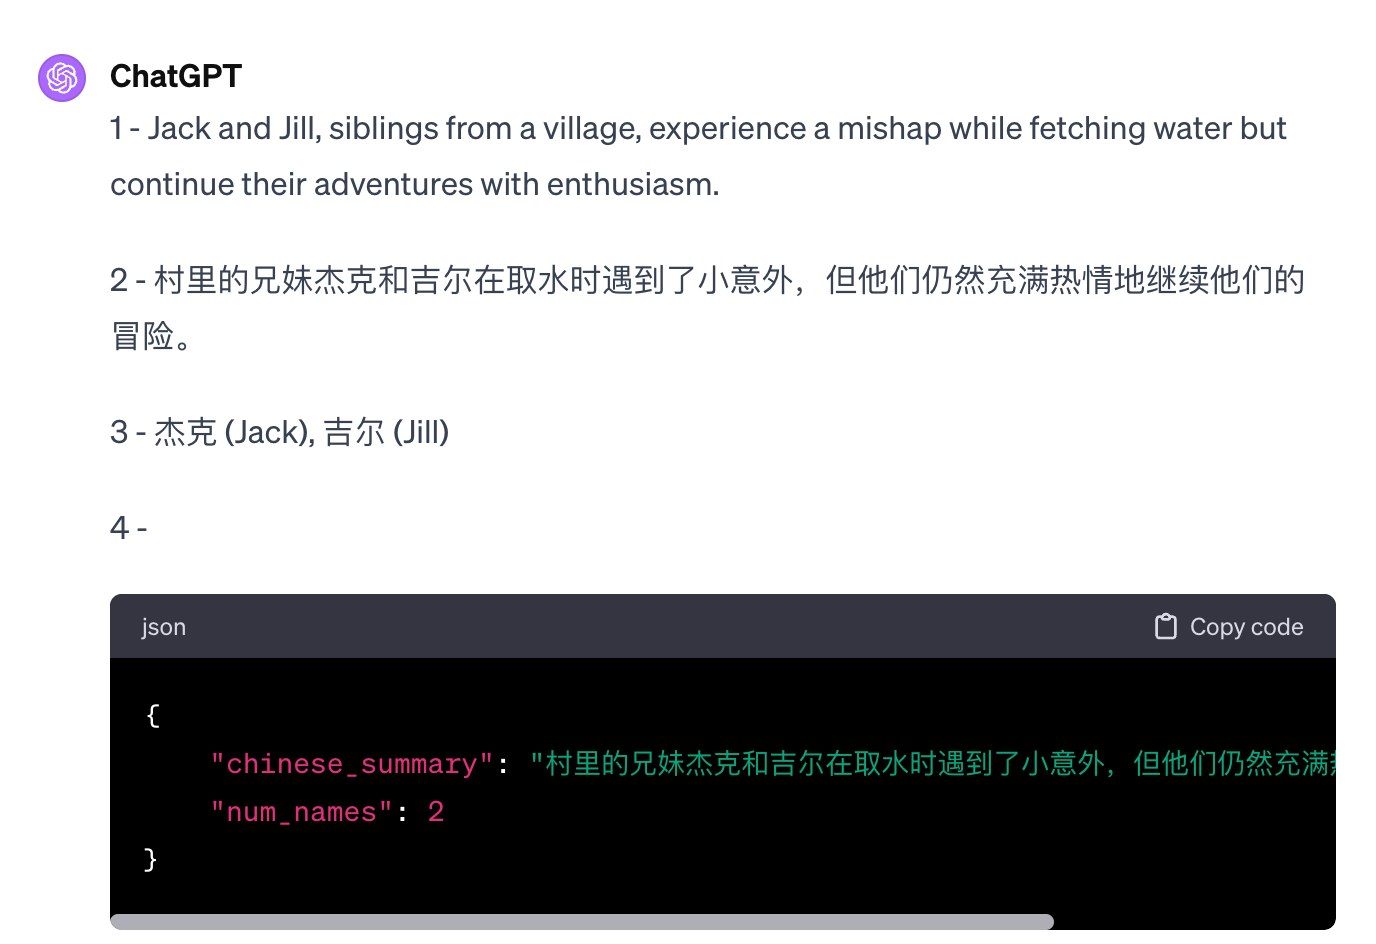 ChatGPT
1 - Jack and Jill, siblings from a village, experience a mishap while fetching water but
continue their adventures with enthusiasm.
2 - 村里的兄妹杰克和吉尔在取水时遇到了小意外，但他们仍然充满热情地继续他们的
冒险。
3 - 杰克 (Jack), 吉尔 (Jill)
4 -
json
Copy code
{
"chinese_summary": "村里的兄妹杰克和吉尔在取水时遇到了小意外，但他们仍然充满
"num_names": 2
}